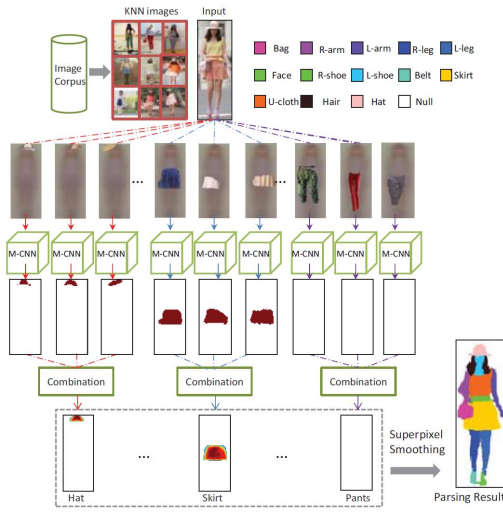 KNN images
Input
Image
Corpus
Bag
R-arm
L-arm
R-leg
L-leg
Face
R-shoe
L-shoe
Belt
Skirt
U-cloth
Hair
Hat
Null
...
...
M-CNN
M-CNN
M-CNN
M-CNN
M-CNN
M-CNN
M-CNN
M-CNN
M-CNN
Combination
Combination
Combination
...
...
Hat
Skirt
Pants
Superpixel
Smoothing
Parsing Result